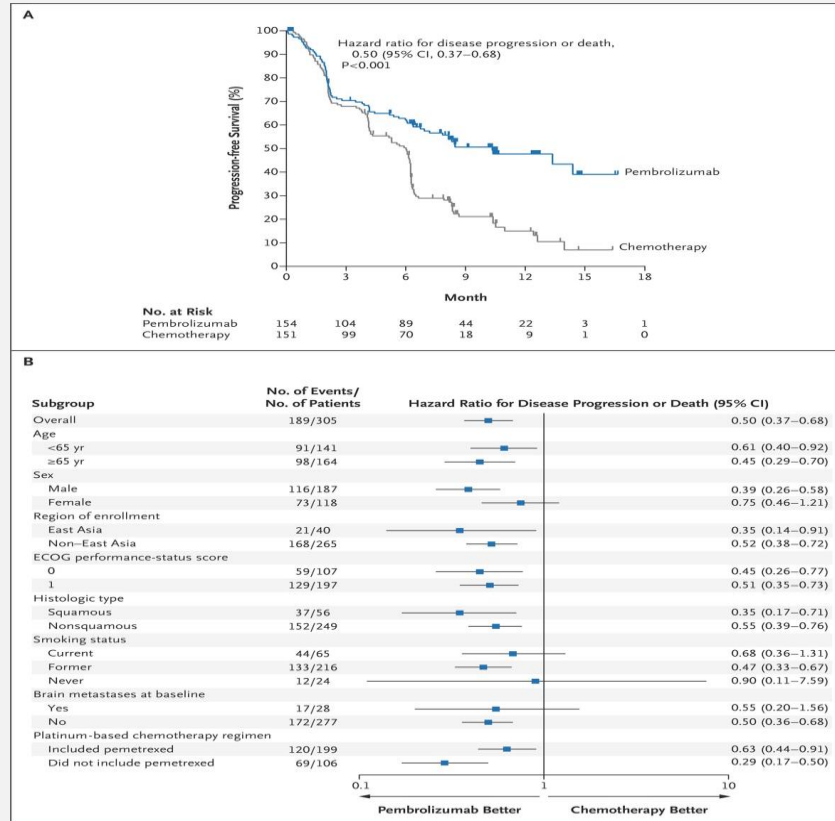 A
Hazard ratio for disease progression or death,
0.50 (95% CI, 0.37–0.68)
P<0.001
Progression-free Survival (%)
100
90
80
70
60
50
40
30
20
10
0
Pembrolizumab
Chemotherapy
0 3 6 9 12 15 18
Month
No. at Risk
Pembrolizumab 154 104 89 44 22 3 1
Chemotherapy 151 99 70 18 9 1 0
B
Subgroup No. of Events/ No. of Patients Hazard Ratio for Disease Progression or Death (95% CI)
Overall 189/305 0.50 (0.37–0.68)
Age
<65 yr 91/141 0.61 (0.40–0.92)
≥65 yr 98/164 0.45 (0.29–0.70)
Sex
Male 116/187 0.39 (0.26–0.58)
Female 73/118 0.75 (0.46–1.21)
Region of enrollment
East Asia 21/40 0.35 (0.14–0.91)
Non–East Asia 168/265 0.52 (0.38–0.72)
ECOG performance-status score
0 59/107 0.45 (0.26–0.77)
1 129/197 0.51 (0.35–0.73)
Histologic type
Squamous 37/56 0.35 (0.17–0.71)
Nonsquamous 152/249 0.55 (0.39–0.76)
Smoking status
Current 44/65 0.68 (0.36–1.31)
Former 133/216 0.47 (0.33–0.67)
Never 12/24 0.90 (0.11–7.59)
Brain metastases at baseline
Yes 17/28 0.55 (0.20–1.56)
No 172/277 0.50 (0.36–0.68)
Platinum-based chemotherapy regimen
Included pemetrexed 120/199 0.63 (0.44–0.91)
Did not include pemetrexed 69/106 0.29 (0.17–0.50)
0.1 1 10
Pembrolizumab Better Chemotherapy Better